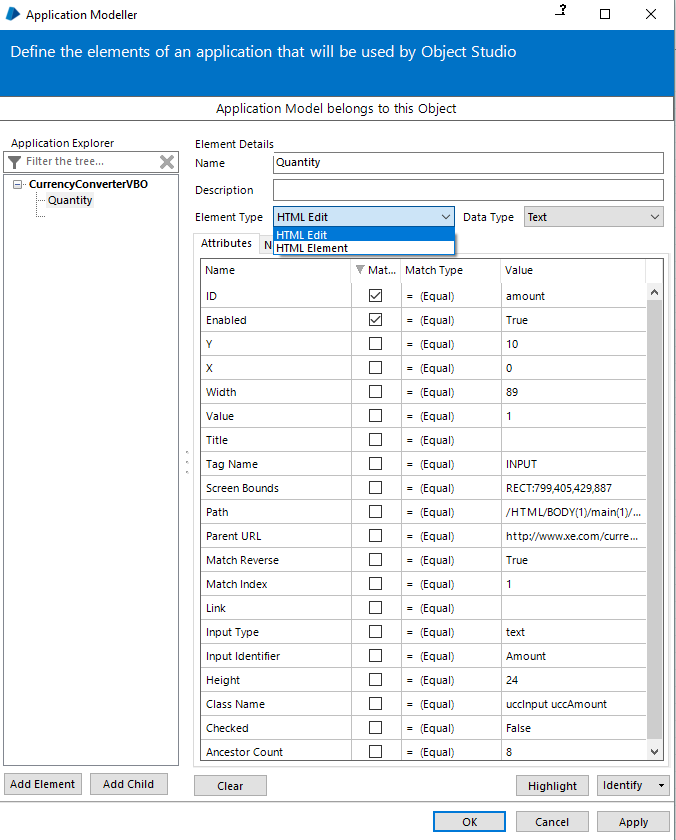 Application Modeller
?
Define the elements of an application that will be used by Object Studio
Application Model belongs to this Object
Application Explorer
Filter the tree...
CurrencyConverterVBO
Quantity
Element Details
Name Quantity
Description
Element Type HTML Edit Data Type Text
HTML Edit
HTML Element
Attributes N
Name Mat... Match Type Value
ID = (Equal) amount
Enabled = (Equal) True
Y = (Equal) 10
X = (Equal) 0
Width = (Equal) 89
Value = (Equal) 1
Title = (Equal)
Tag Name = (Equal) INPUT
Screen Bounds = (Equal) RECT:799,405,429,887
Path = (Equal) /HTML/BODY(1)/main(1)/...
Parent URL = (Equal) http://www.xe.com/curre...
Match Reverse = (Equal) True
Match Index = (Equal) 1
Link = (Equal)
Input Type = (Equal) text
Input Identifier = (Equal) Amount
Height = (Equal) 24
Class Name = (Equal) uccInput uccAmount
Checked = (Equal) False
Ancestor Count = (Equal) 8
Add Element Add Child Clear Highlight Identify
OK Cancel Apply